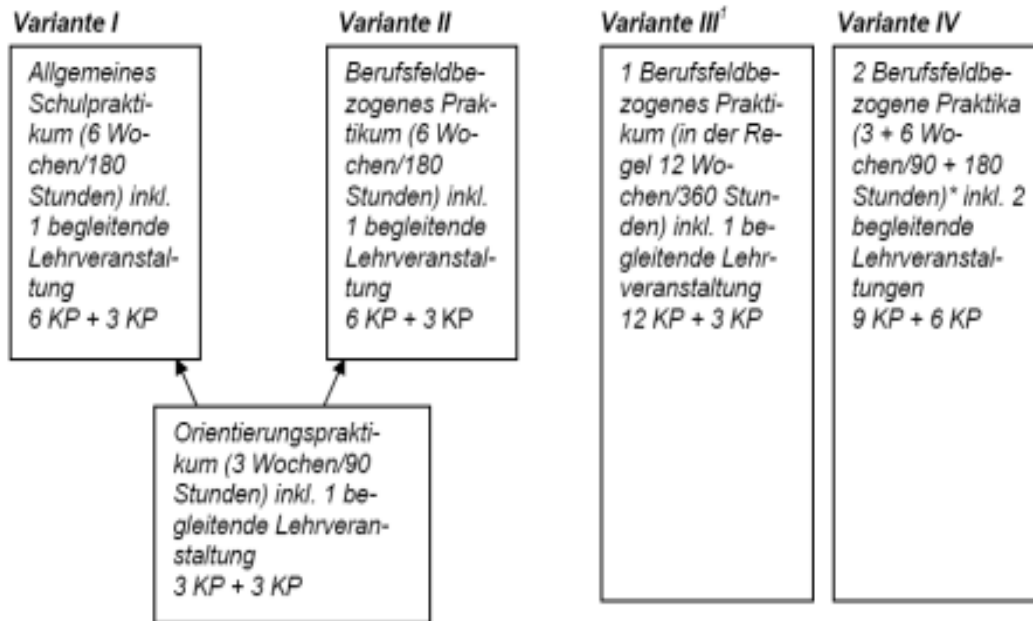 Variante I
Allgemeines
Schulprakti-
kum (6 Wo-
chen/180
Stunden) inkl.
1 begleitende
Lehrveranstal-
tung
6 KP + 3 KP
Variante II
Berufsfeldbe-
zogenes Prak-
tikum (6 Wo-
chen/180
Stunden) inkl.
1 begleitende
Lehrveranstal-
tung
6 KP + 3 KP
Orientierungsprakti-
kum (3 Wochen/90
Stunden) inkl. 1 be-
gleitende Lehrveran-
staltung
3 KP + 3 KP
Variante III¹
1 Berufsfeldbe-
zogenes Prakti-
kum (in der Re-
gel 12 Wo-
chen/360 Stun-
den) inkl. 1 be-
gleitende Lehr-
veranstaltung
12 KP + 3 KP
Variante IV
2 Berufsfeldbe-
zogene Praktika
(3 + 6 Wo-
chen/90 + 180
Stunden)* inkl. 2
begleitende
Lehrveranstal-
tungen
9 KP + 6 KP